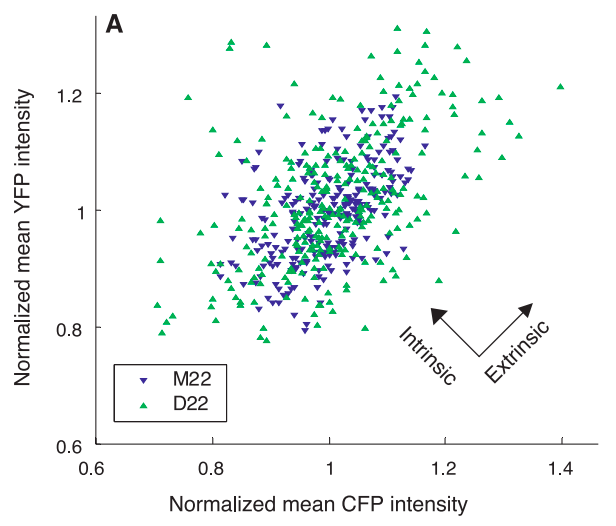 A
1.2
1
0.8
0.6
Normalized mean YFP intensity
M22
D22
Intrinsic
Extrinsic
0.6
0.8
1
1.2
1.4
Normalized mean CFP intensity